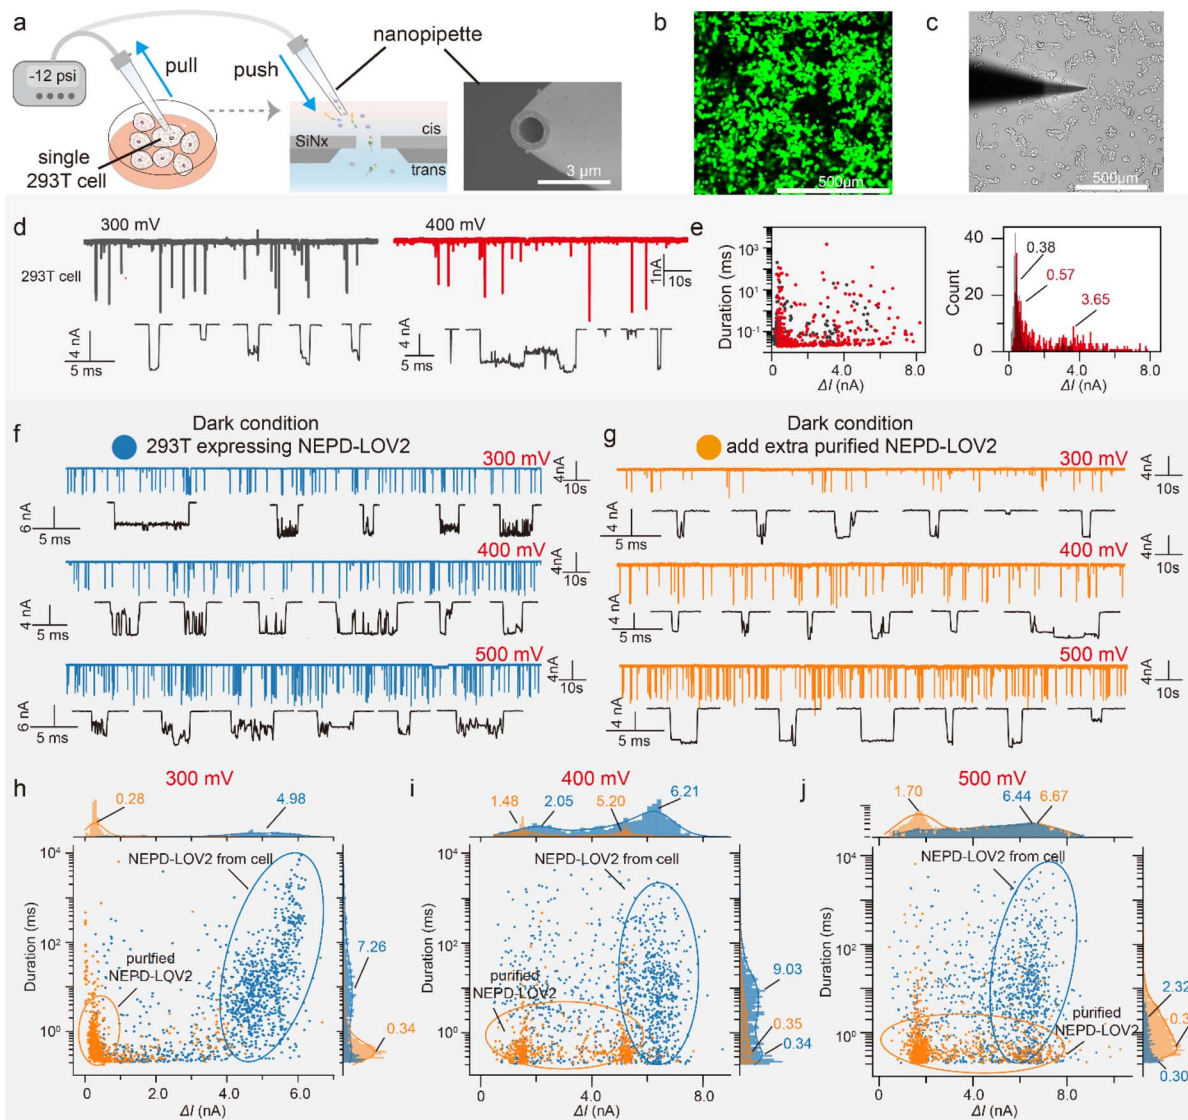 a
-12 psi
pull
push
nanopipette
single
293T cell
SiNx
cis
trans
3 μm
b
500μm
c
500μm
d
300 mV
400 mV
293T cell
1nA
10s
4 nA
5 ms
4 nA
5 ms
e
Duration (ms)
10³
10¹
10⁻¹
0
4.0
8.0
ΔI (nA)
Count
40
20
0
0.38
0.57
3.65
0
4.0
8.0
ΔI (nA)
f
Dark condition
293T expressing NEPD-LOV2
300 mV
4nA
10s
6 nA
5 ms
400 mV
4nA
10s
4 nA
5 ms
500 mV
4nA
10s
6 nA
5 ms
g
Dark condition
add extra purified NEPD-LOV2
300 mV
4nA
10s
4 nA
5 ms
400 mV
4nA
10s
4 nA
5 ms
500 mV
4nA
10s
4 nA
5 ms
h
300 mV
0.28
4.98
NEPD-LOV2 from cell
purified
NEPD-LOV2
Duration (ms)
10⁴
10²
10⁰
7.26
0.34
0
2.0
4.0
6.0
ΔI (nA)
i
400 mV
1.48
2.05
5.20
6.21
NEPD-LOV2 from cell
purified
NEPD-LOV2
Duration (ms)
10⁴
10²
10⁰
9.03
0.35
0.34
0
4.0
8.0
ΔI (nA)
j
500 mV
1.70
6.44
6.67
NEPD-LOV2 from cell
purified
NEPD-LOV2
Duration (ms)
10⁴
10²
10⁰
2.32
0.3
0.30
0
4.0
8.0
ΔI (nA)